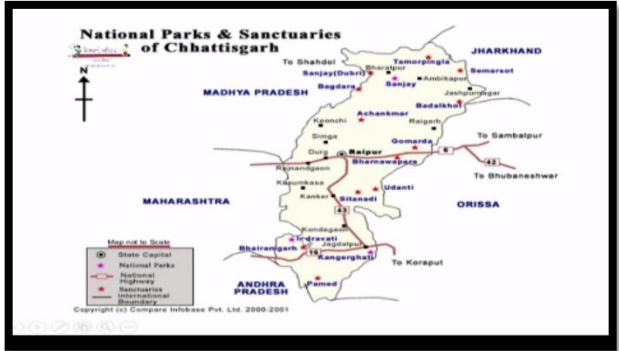 National Parks & Sanctuaries
of Chhattisgarh
N
JHARKHAND
To Shahdol
Tamorpingla
Bharatpur
Sanjay(Dubri)
Semarsot
Ambikapur
Sanjay
Bagdara
Jashpurnagar
MADHYA PRADESH
Badalkhol
Achankmar
Keonchi
Raigarh
Simga
To Sambalpur
Gomarda
Durg
Raipur
6
Bharnawapara
42
Rajnandgaon
To Bhubaneshwar
Udanti
Sitanadi
Kanker
MAHARASHTRA
ORISSA
43
Kondagaon
Indravati
Jagdalpur
Bhairamgarh
16
Kangerghati
To Koraput
Map not to Scale
State Capital
National Parks
National
Highway
Sanctuaries
International
Boundary
ANDHRA
PRADESH
Pamed
Copyright (c) Compare Infobase Pvt. Ltd. 2000-2001